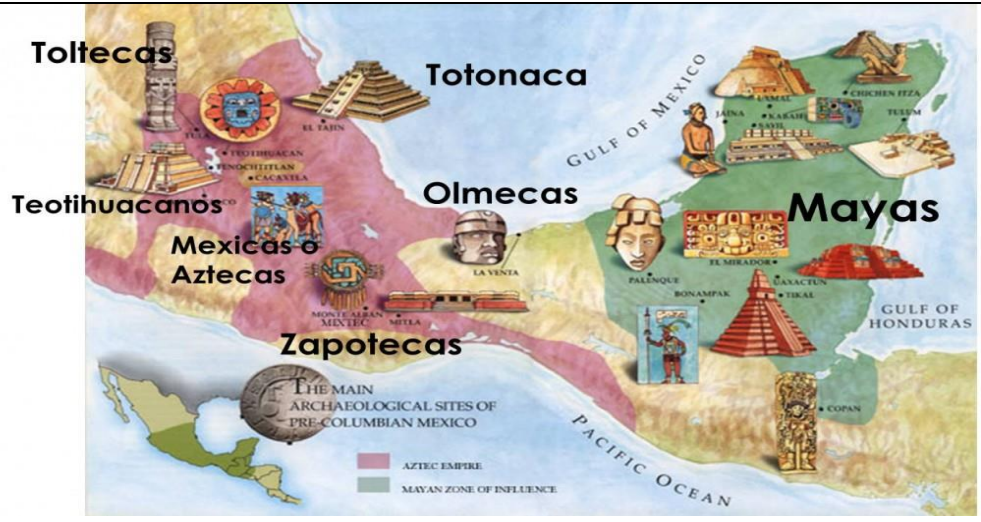 Toltecas
Totonaca
GULF OF MEXICO
UXMAL
CHICHEN ITZA
JAINA
KABAH
SAYIL
TULUM
TULA
EL TAJIN
TEOTIHUACAN
TENOCHTITLAN
CACAXTLA
Teotihuacanos
Olmecas
Mayas
Mexicas o
Aztecas
LA VENTA
PALENQUE
EL MIRADOR
UAXACTUN
TIKAL
BONAMPAK
GULF OF
HONDURAS
MONTE ALBAN
MIXTEC
MITLA
Zapotecas
THE MAIN
ARCHAEOLOGICAL SITES OF
PRE-COLUMBIAN MEXICO
COPAN
PACIFIC OCEAN
AZTEC EMPIRE
MAYAN ZONE OF INFLUENCE